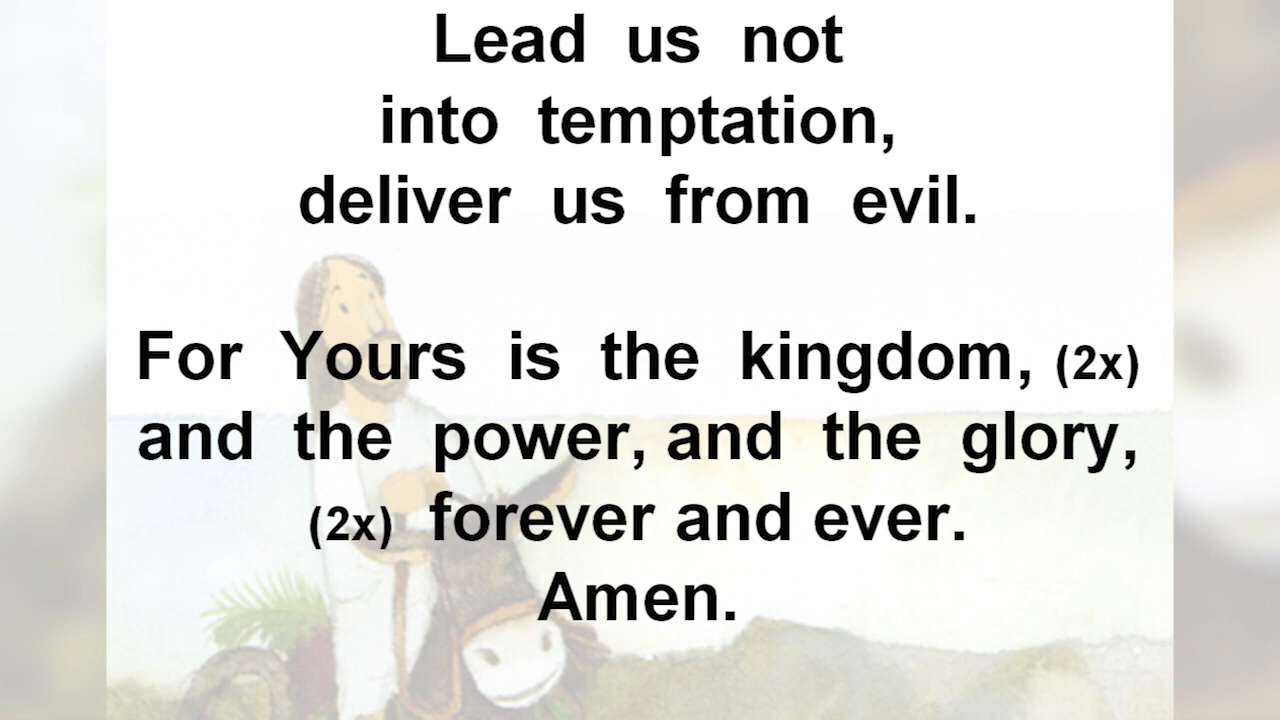 Lead us not
into temptation,
deliver us from evil.
For Yours is the kingdom, (2x)
and the power, and the glory,
(2x) forever and ever.
Amen.